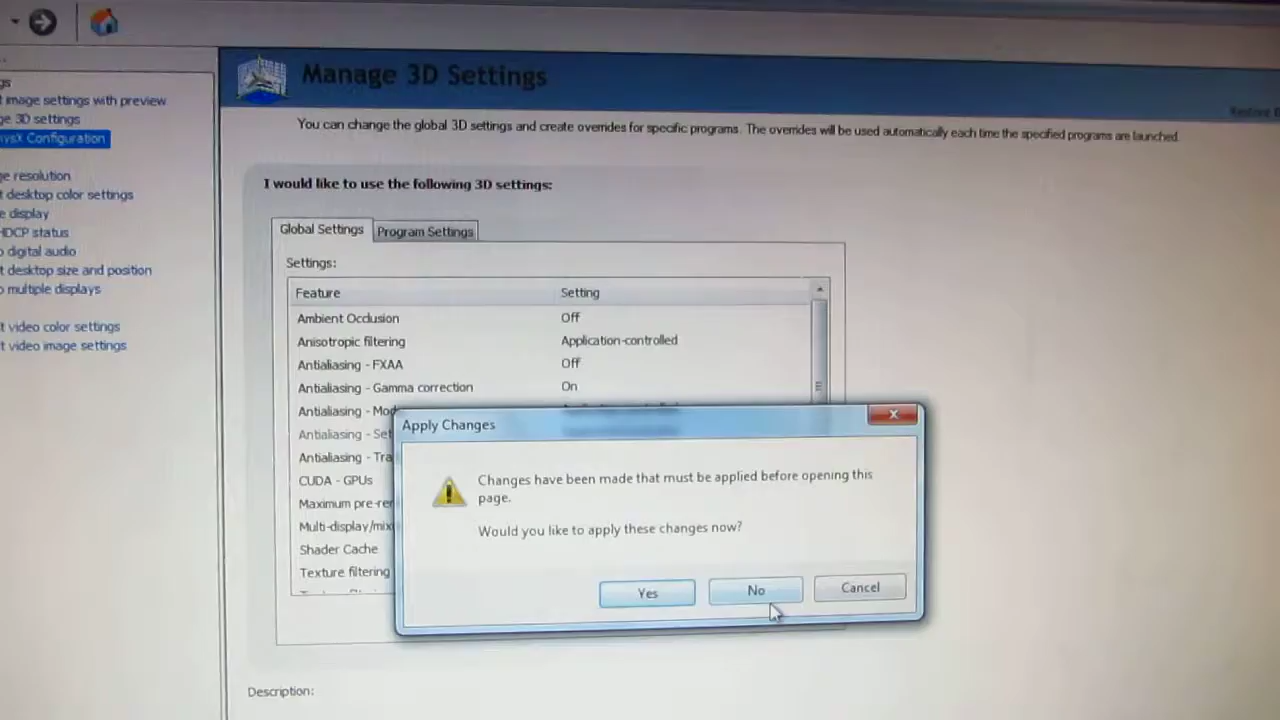 Manage 3D Settings
You can change the global 3D settings and create overrides for specific programs. The overrides will be used automatically each time the specified programs are launched.
gs
t image settings with preview
ge 3D settings
ysX Configuration
ge resolution
t desktop color settings
e display
HDCP status
o digital audio
t desktop size and position
o multiple displays
t video color settings
t video image settings
I would like to use the following 3D settings:
Global Settings
Program Settings
Settings:
Feature Setting
Ambient Occlusion Off
Anisotropic filtering Application-controlled
Antialiasing - FXAA Off
Antialiasing - Gamma correction On
Antialiasing - Mod
Antialiasing - Set
Antialiasing - Tra
CUDA - GPUs
Maximum pre-rer
Multi-display/mix
Shader Cache
Texture filtering
Apply Changes
Changes have been made that must be applied before opening this
page.
Would you like to apply these changes now?
Yes No Cancel
Description: